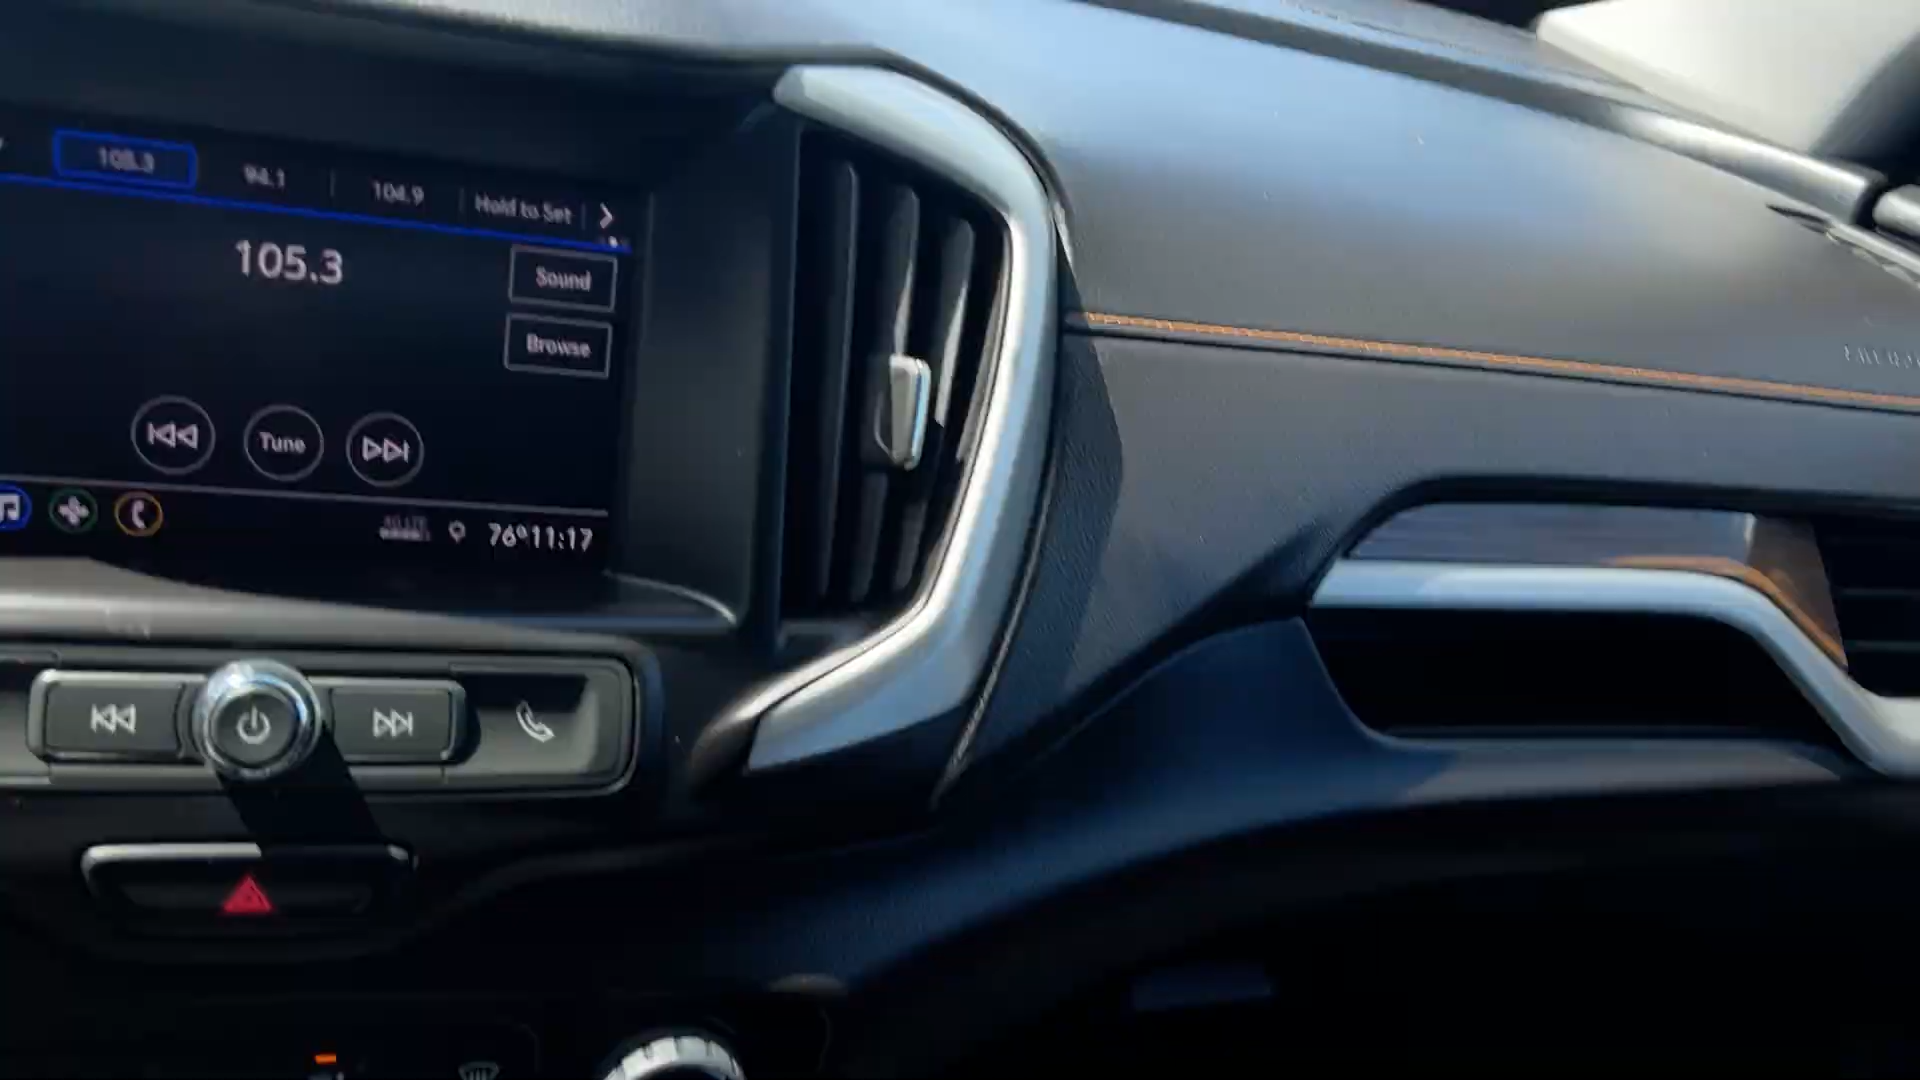 105.3 94.1 104.9 Hold to Set
105.3
Sound
Browse
Tune
76° 11:17